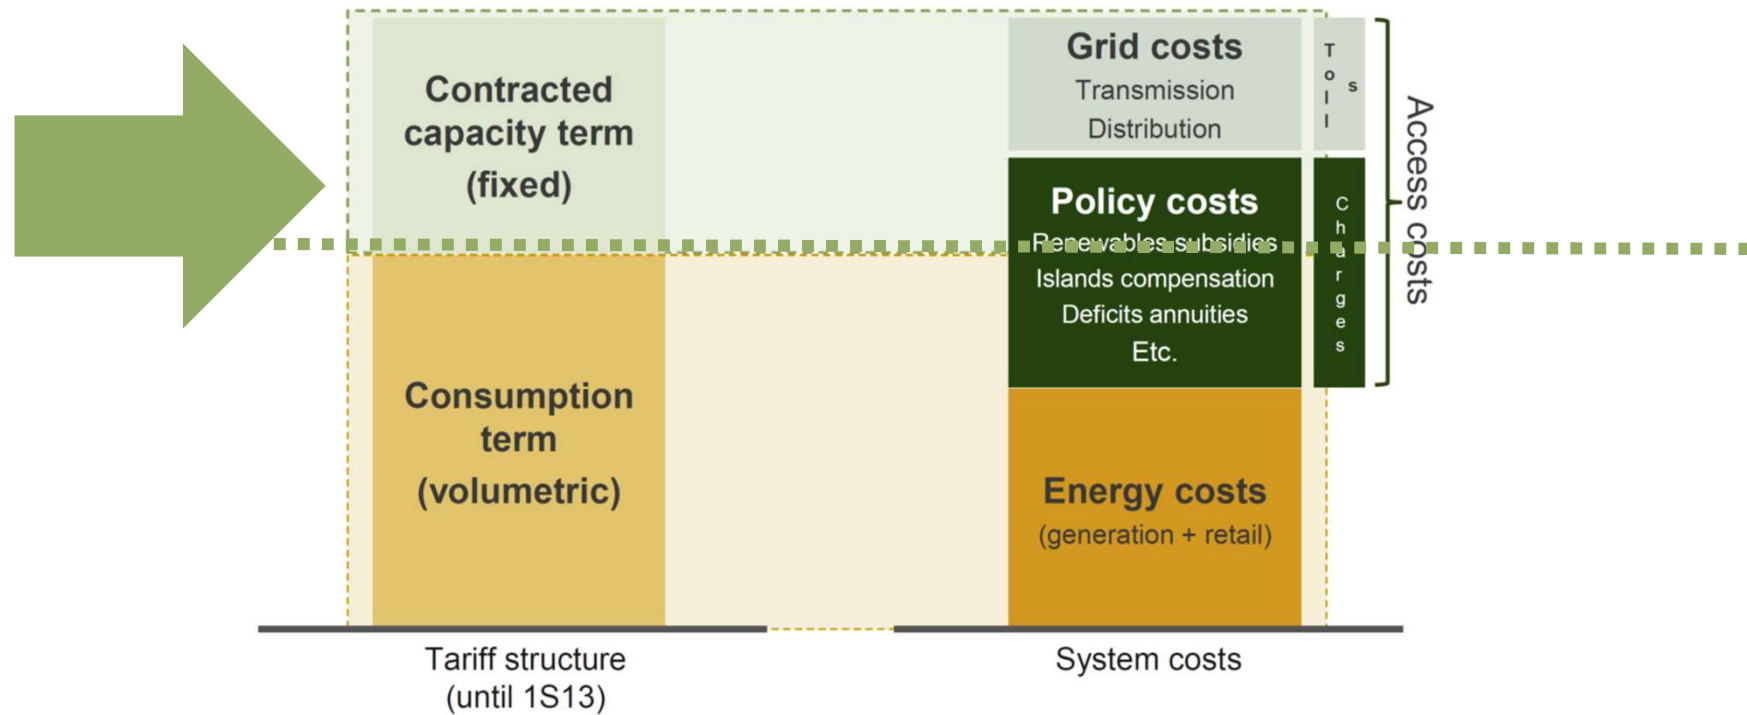 Contracted
capacity term
(fixed)
Consumption
term
(volumetric)
Tariff structure
(until 1S13)
Grid costs
Transmission
Distribution
Policy costs
Renewables subsidies
Islands compensation
Deficits annuities
Etc.
Energy costs
(generation + retail)
System costs
Tolls
Charges
Access costs